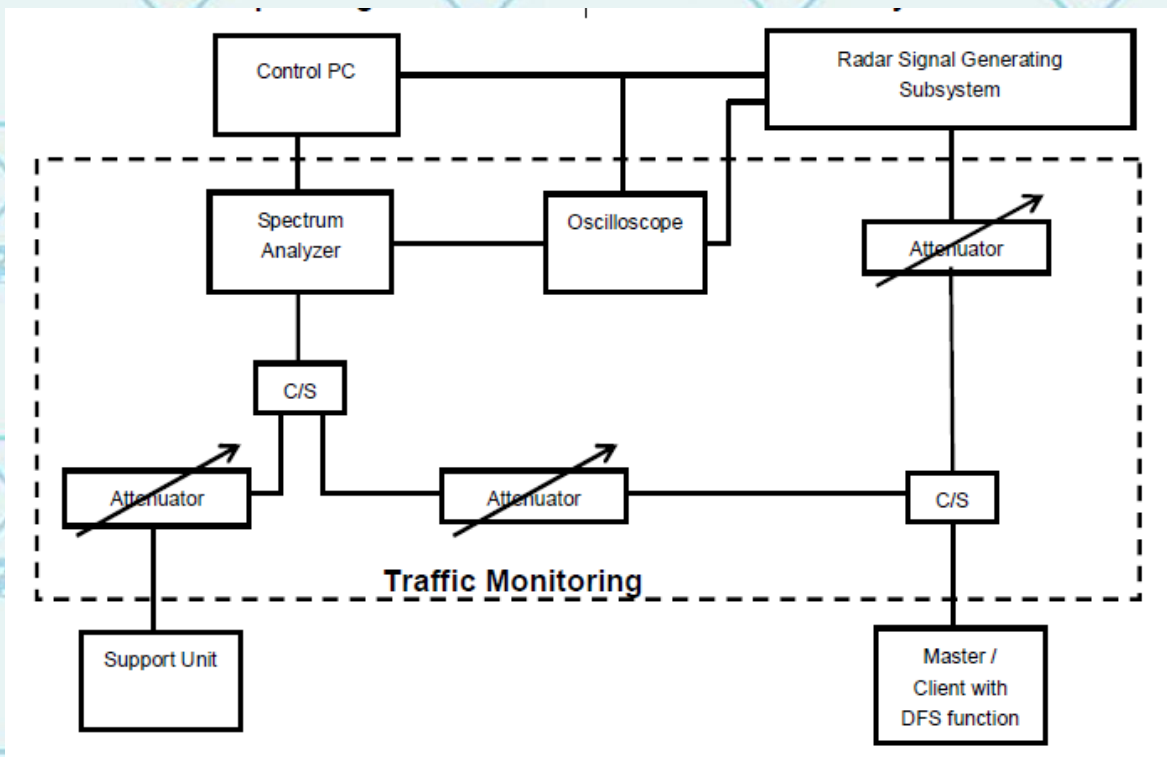 Control PC
Radar Signal Generating
Subsystem
Spectrum
Analyzer
Oscilloscope
Attenuator
C/S
Attenuator
Attenuator
C/S
Traffic Monitoring
Support Unit
Master /
Client with
DFS function